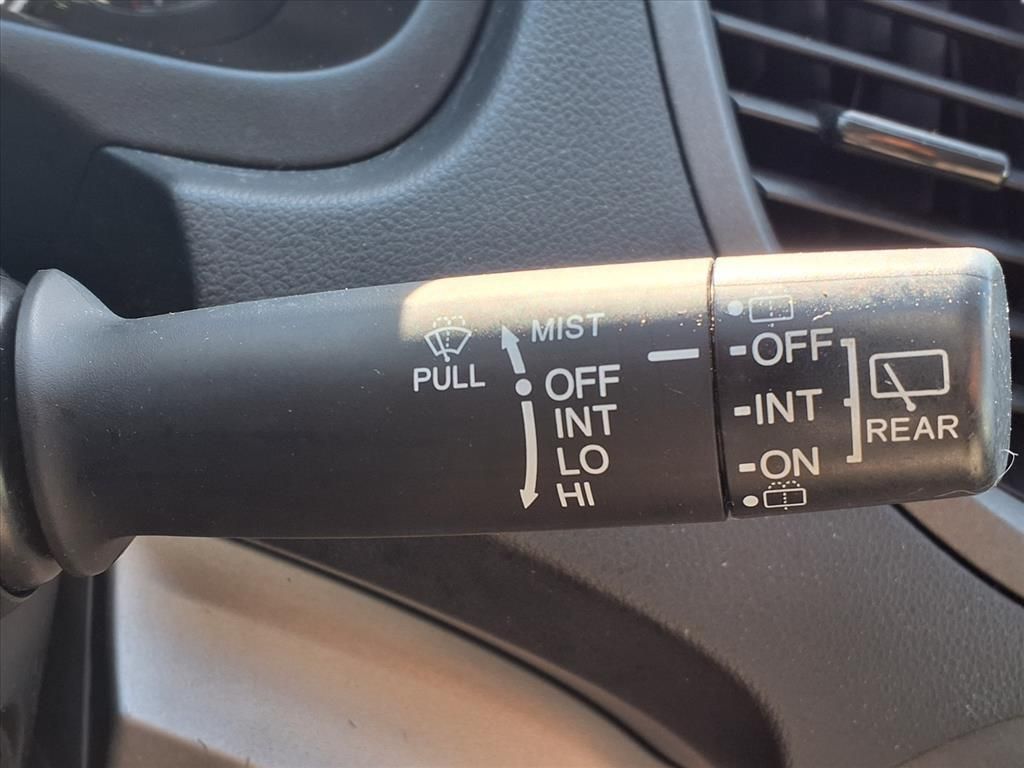 PULL
MIST
OFF
INT
LO
HI
-OFF
-INT
-ON
REAR